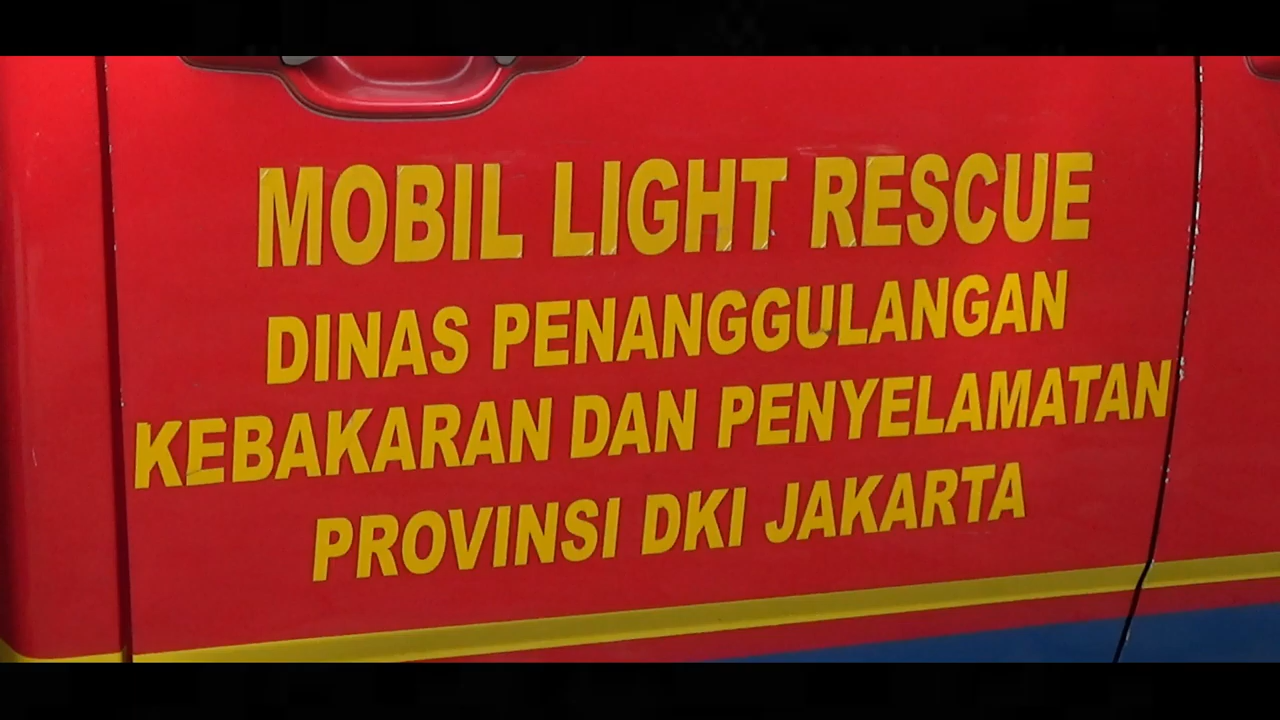 MOBIL LIGHT RESCUE
DINAS PENANGGULANGAN
KEBAKARAN DAN PENYELAMATAN
PROVINSI DKI JAKARTA